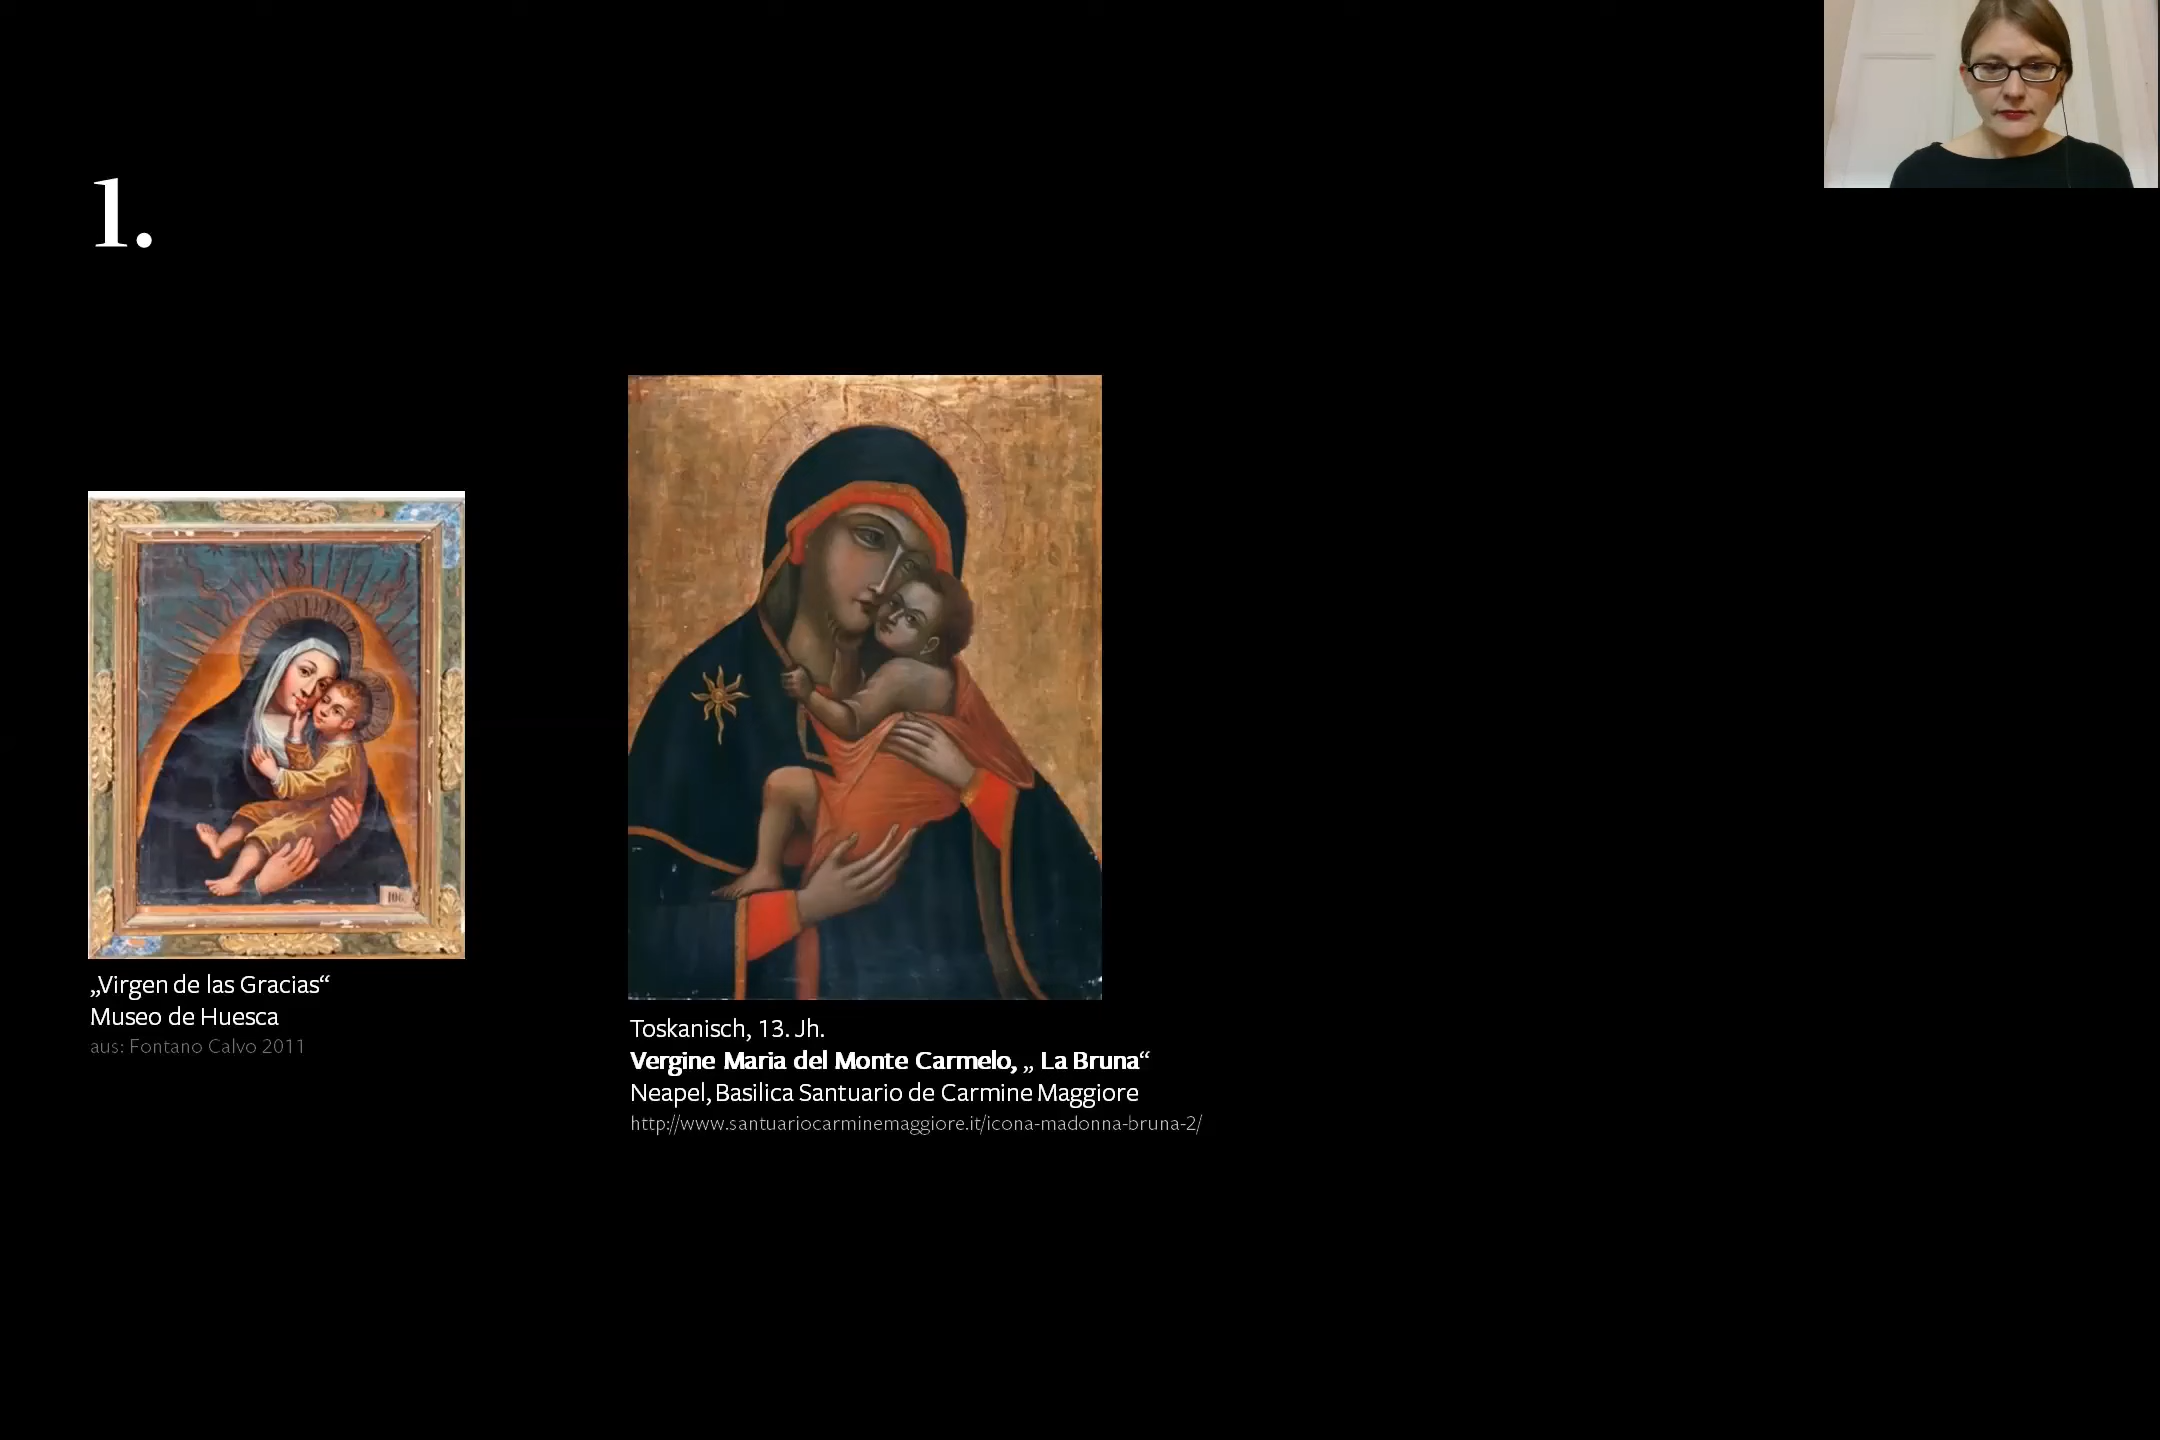 1.
106
„Virgen de las Gracias“
Museo de Huesca
aus: Fontano Calvo 2011
Toskanisch, 13. Jh.
Vergine Maria del Monte Carmelo, „ La Bruna“
Neapel, Basilica Santuario de Carmine Maggiore
http://www.santuariocarminemaggiore.it/icona-madonna-bruna-2/